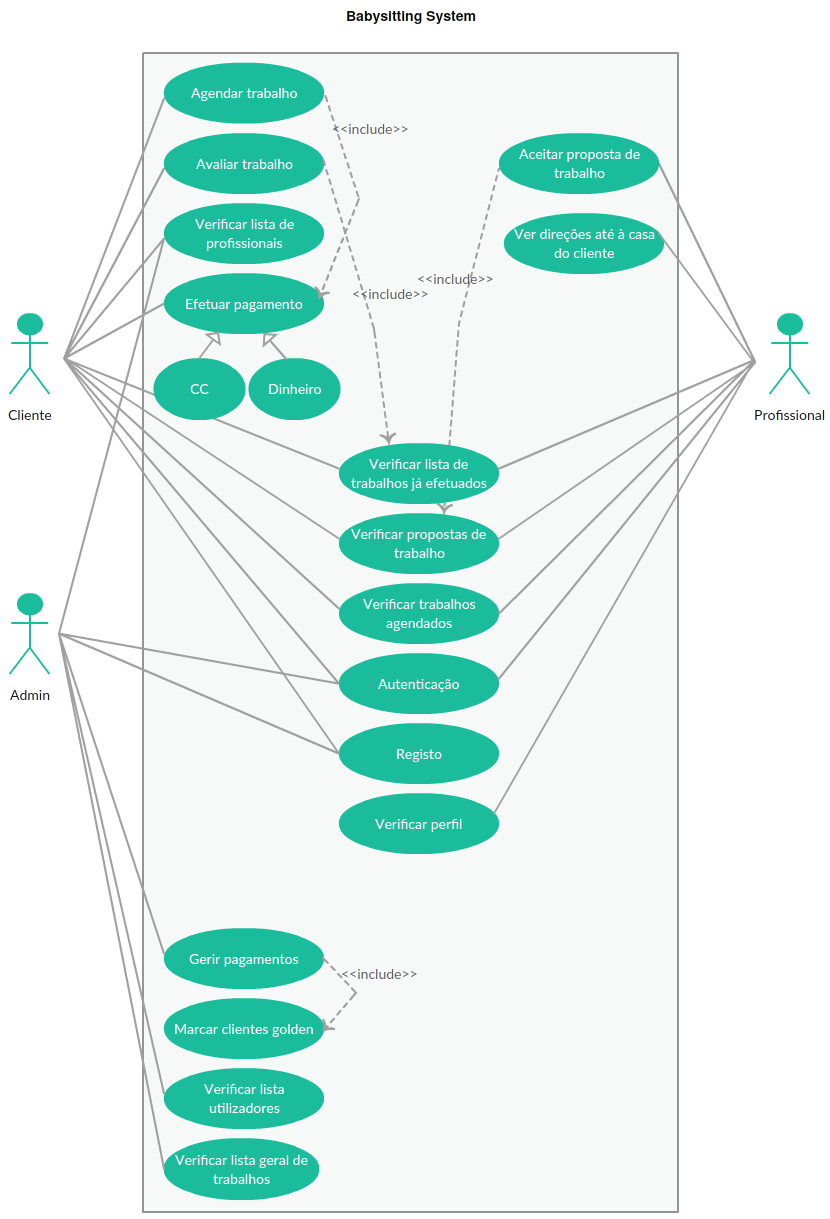 Babysitting System
Agendar trabalho
<<include>>
Avaliar trabalho
Aceitar proposta de
trabalho
Verificar lista de
profissionais
Ver direções até à casa
do cliente
<<include>>
<<include>>
Efetuar pagamento
CC
Dinheiro
Cliente
Profissional
Verificar lista de
trabalhos já efetuados
Verificar propostas de
trabalho
Verificar trabalhos
agendados
Autenticação
Admin
Registo
Verificar perfil
Gerir pagamentos
<<include>>
Marcar clientes golden
Verificar lista
utilizadores
Verificar lista geral de
trabalhos